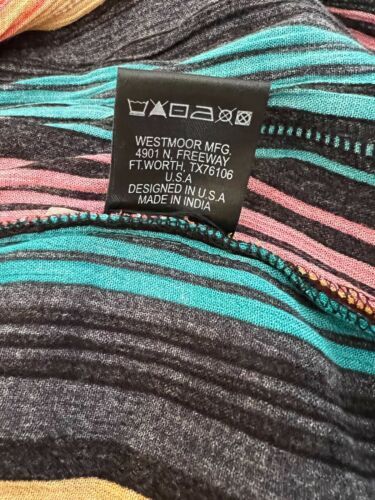 WESTMOOR MFG.
4901 N, FREEWAY
FT.WORTH, TX76106
U.S.A
DESIGNED IN U.S.A
MADE IN INDIA